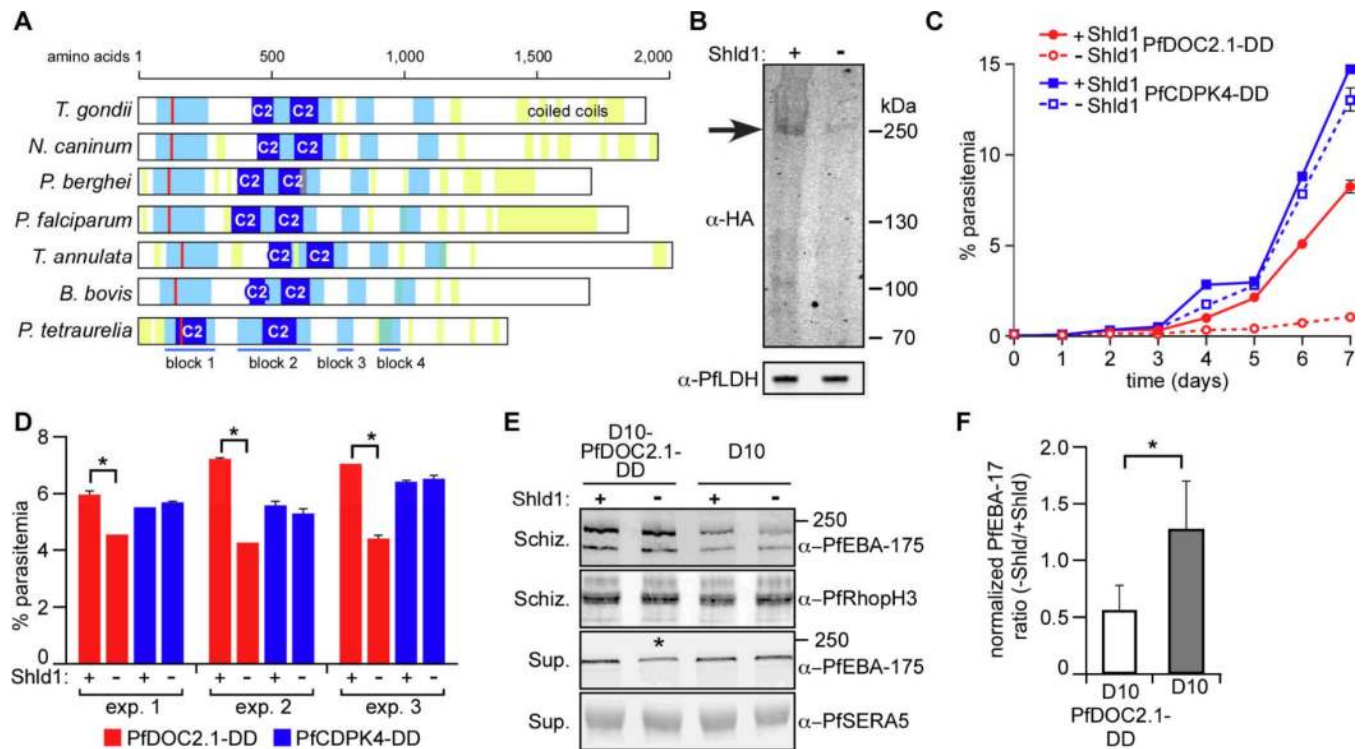 A
amino acids 1 500 1,000 1,500 2,000
T. gondii C2 C2 coiled coils
N. caninum C2 C2
P. berghei C2 C2
P. falciparum C2 C2
T. annulata C2 C2
B. bovis C2 C2
P. tetraurelia C2 C2
block 1 block 2 block 3 block 4
B
Shld1: + -
kDa
250
α-HA
130
100
70
α-PfLDH
C
+ Shld1 PfDOC2.1-DD
- Shld1
+ Shld1 PfCDPK4-DD
- Shld1
% parasitemia
15
10
5
0
0 1 2 3 4 5 6 7
time (days)
D
% parasitemia
8
6
4
2
0
* * *
Shld1: + - + - + - + - + - + -
exp. 1 exp. 2 exp. 3
PfDOC2.1-DD PfCDPK4-DD
E
D10-
PfDOC2.1-
DD
D10
Shld1: + - + -
250
Schiz. α–PfEBA-175
Schiz. α–PfRhopH3
* 250
Sup. α–PfEBA-175
Sup. α–PfSERA5
F
normalized PfEBA-17
ratio (-Shld/+Shld)
2.0
1.5
1.0
0.5
0
*
D10 D10
PfDOC2.1-
DD